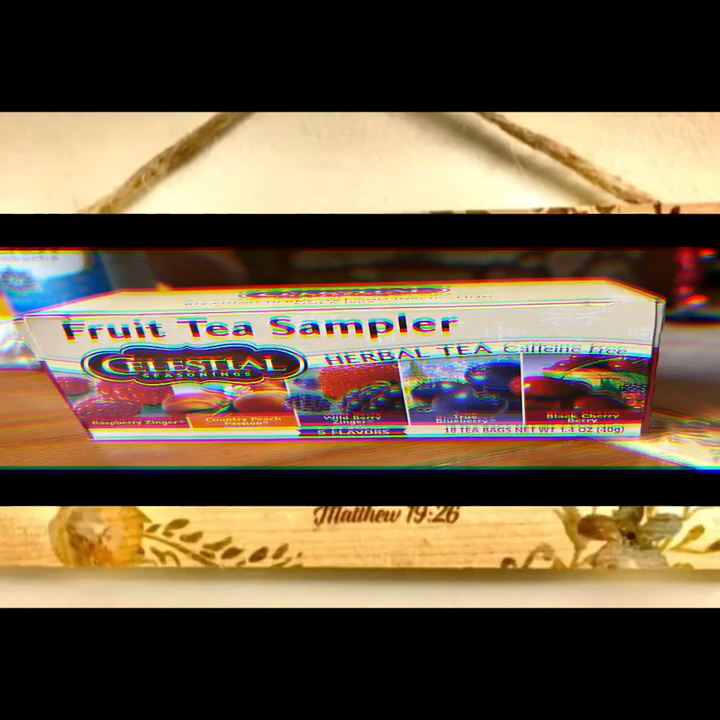 Fruit Tea Sampler
CELESTIAL
SEASONINGS
HERBAL TEA Caffeine Free
Raspberry Zinger
Country Peach
Passion
Wild Berry
Zinger
True
Blueberry
Black Cherry
Berry
5 FLAVORS
18 TEA BAGS NET WT 1.4 OZ (40g)
Matthew 19:26